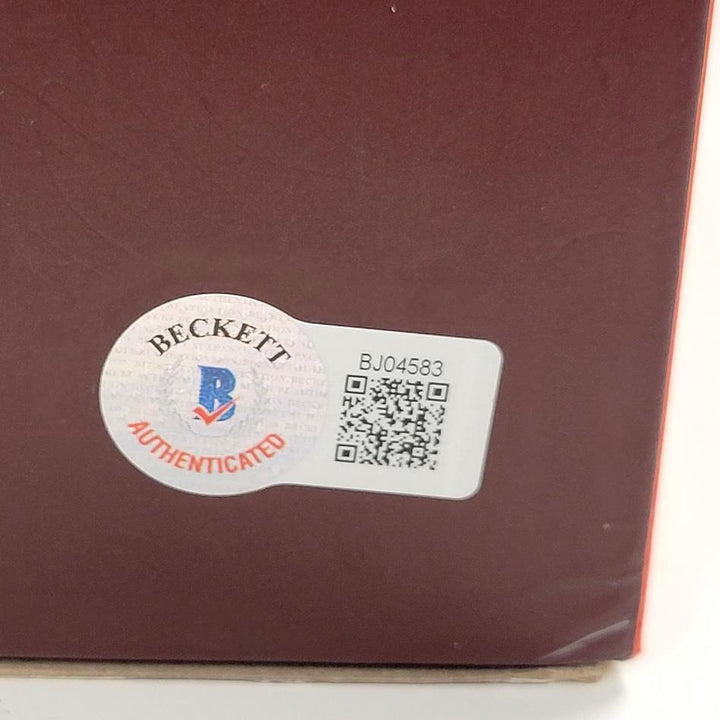 BECKETT
B
AUTHENTICATED
BJ04583